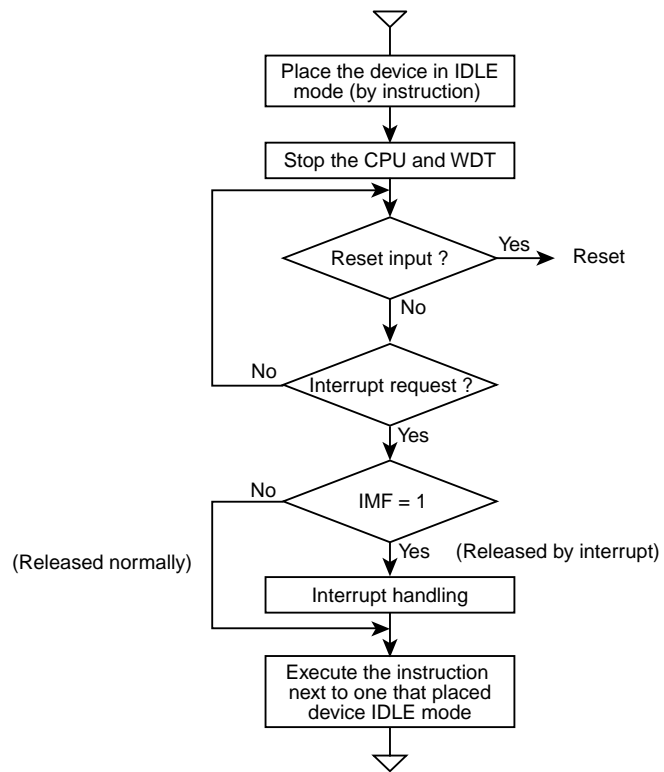 Place the device in IDLE
mode (by instruction)
Stop the CPU and WDT
Reset input ?
Yes
Reset
No
No
Interrupt request ?
Yes
No
IMF = 1
(Released normally)
Yes
(Released by interrupt)
Interrupt handling
Execute the instruction
next to one that placed
device IDLE mode